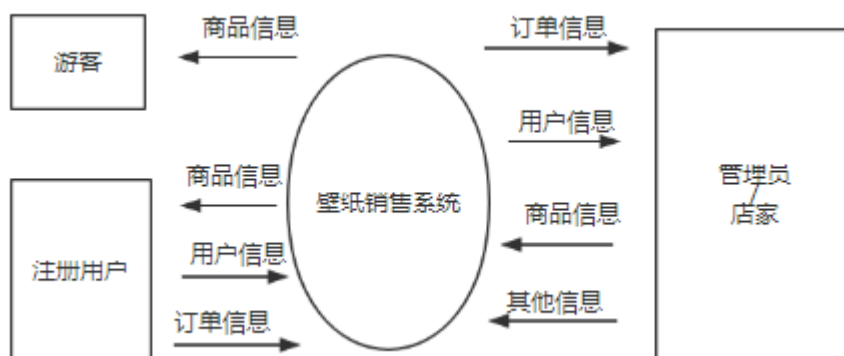 商品信息
订单信息
游客
用户信息
商品信息
管理员
/
店家
壁纸销售系统
商品信息
用户信息
注册用户
其他信息
订单信息